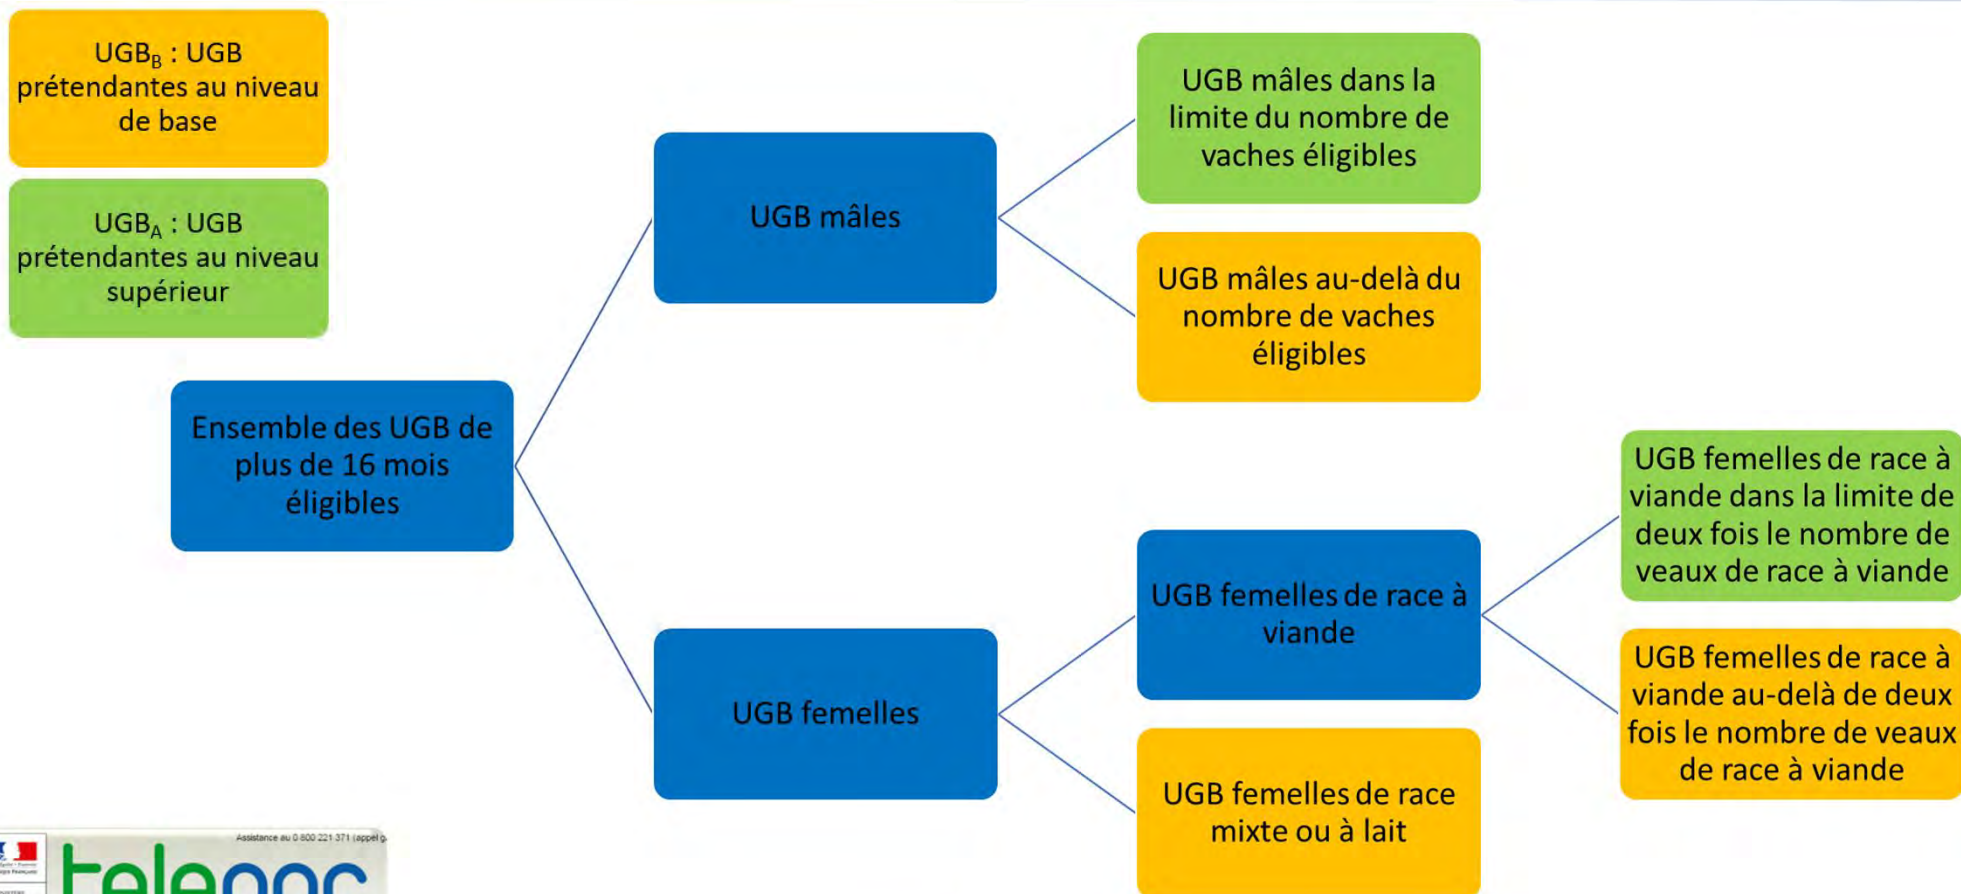 UGB_B : UGB
prétendantes au niveau
de base
UGB_A : UGB
prétendantes au niveau
supérieur
Ensemble des UGB de
plus de 16 mois
éligibles
UGB mâles
UGB femelles
UGB mâles dans la
limite du nombre de
vaches éligibles
UGB mâles au-delà du
nombre de vaches
éligibles
UGB femelles de race à
viande
UGB femelles de race
mixte ou à lait
UGB femelles de race à
viande dans la limite de
deux fois le nombre de
veaux de race à viande
UGB femelles de race à
viande au-delà de deux
fois le nombre de veaux
de race à viande
Assistance au 0 800 221 371 (appel g
telepac